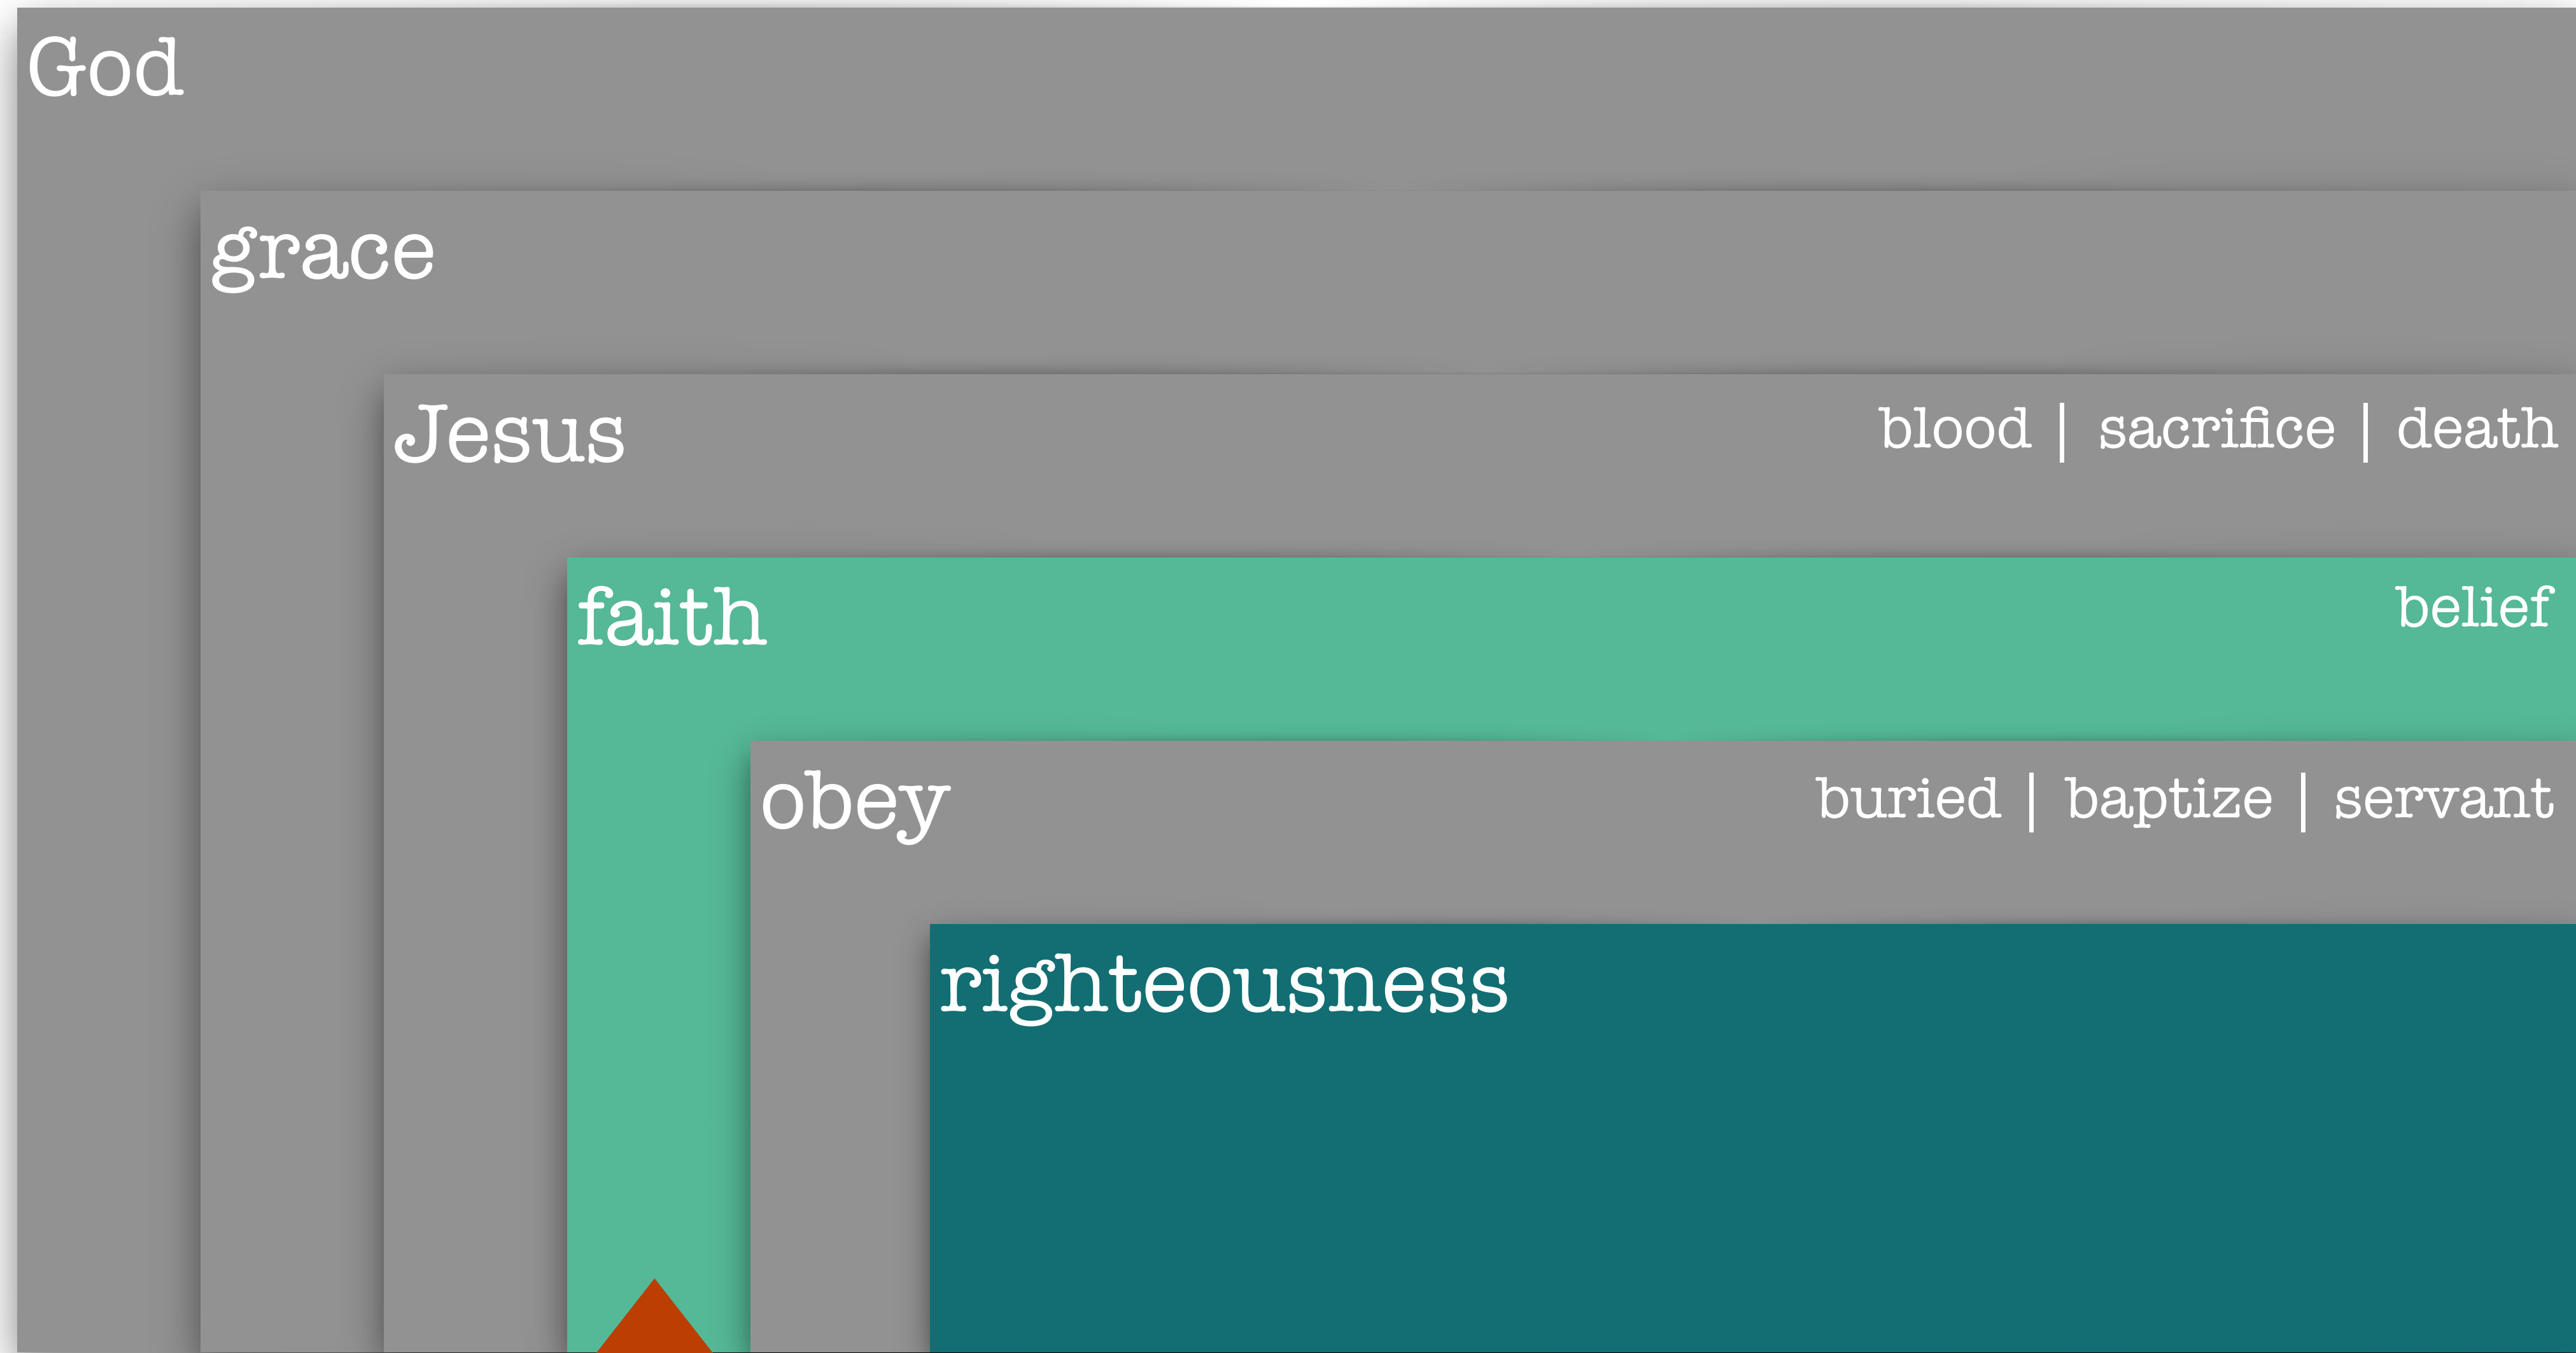 God
grace
Jesus blood | sacrifice | death
faith belief
obey buried | baptize | servant
righteousness